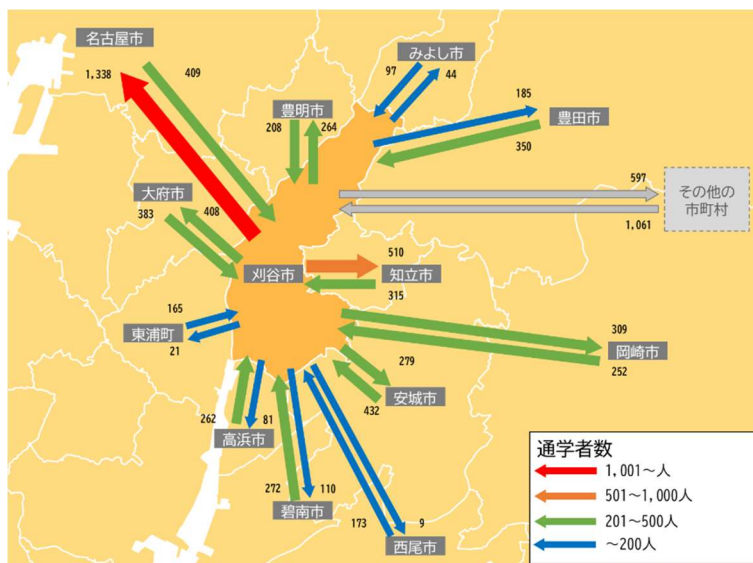 名古屋市
1,338
409
みよし市
97
44
豊明市
208
264
185
豊田市
350
大府市
383
408
597
その他の
市町村
1,061
刈谷市
510
知立市
315
165
東浦町
21
309
岡崎市
252
279
安城市
432
262
高浜市
81
272
碧南市
110
173
西尾市
9
通学者数
1,001～人
501～1,000人
201～500人
～200人